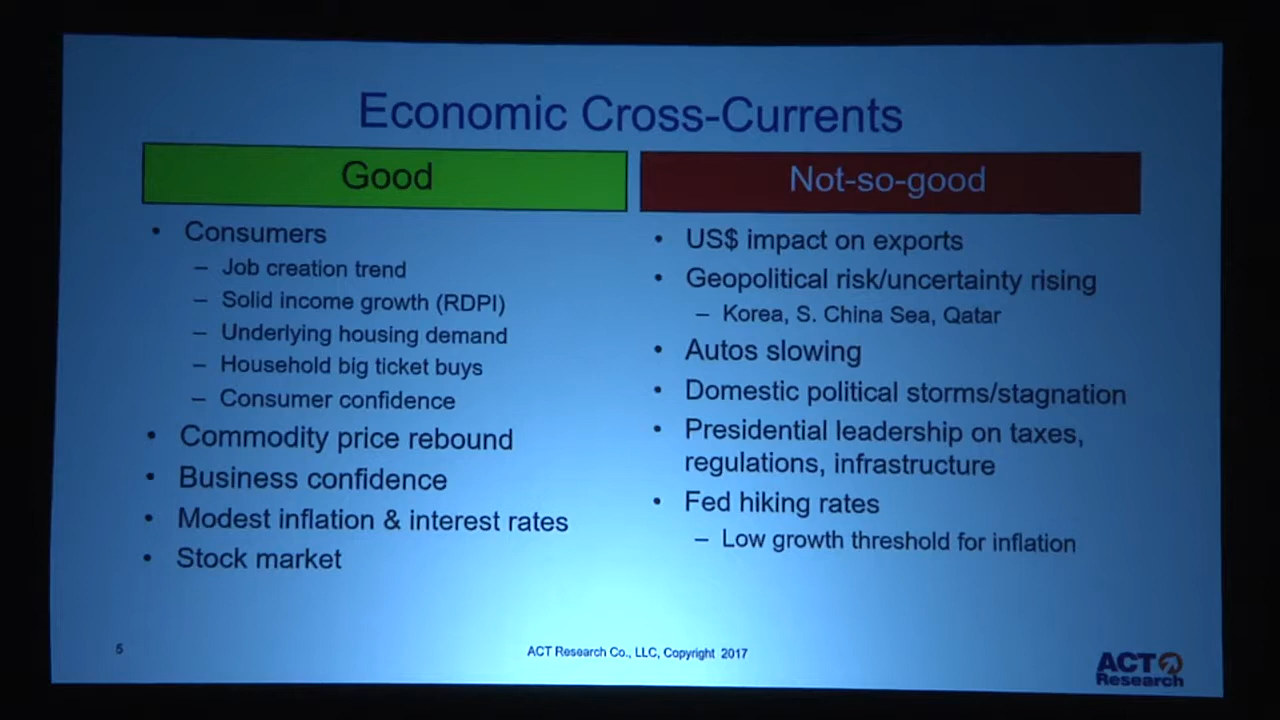 Economic Cross-Currents
Good
• Consumers
– Job creation trend
– Solid income growth (RDPI)
– Underlying housing demand
– Household big ticket buys
– Consumer confidence
• Commodity price rebound
• Business confidence
• Modest inflation & interest rates
• Stock market
Not-so-good
• US$ impact on exports
• Geopolitical risk/uncertainty rising
– Korea, S. China Sea, Qatar
• Autos slowing
• Domestic political storms/stagnation
• Presidential leadership on taxes,
regulations, infrastructure
• Fed hiking rates
– Low growth threshold for inflation
5
ACT Research Co., LLC, Copyright 2017
ACT
Research